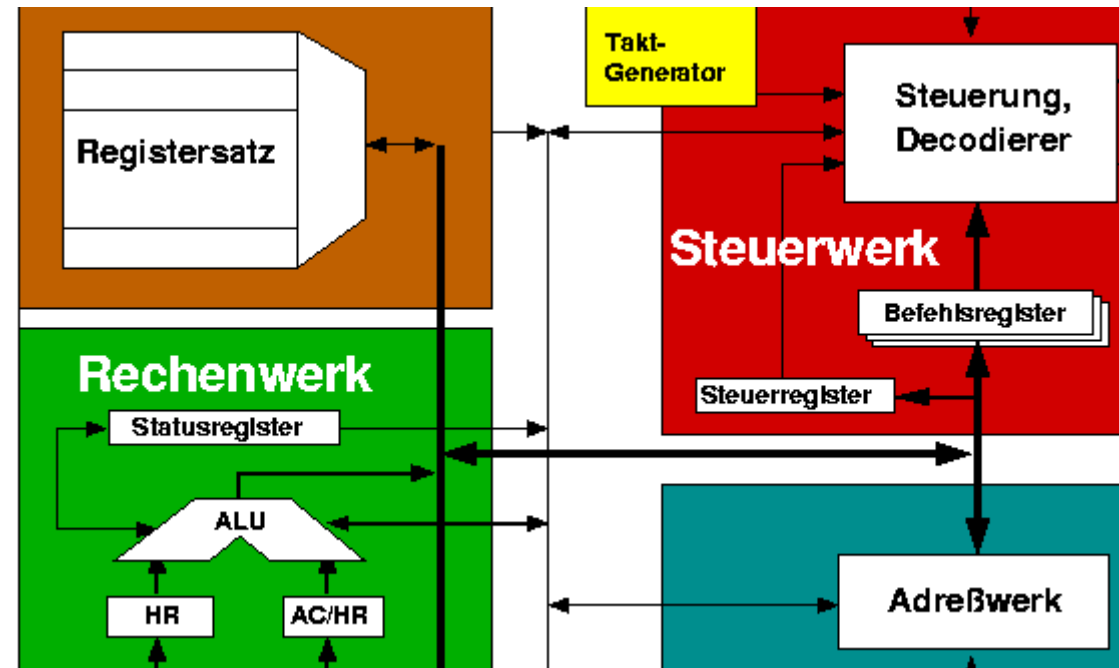 Takt-
Generator
Steuerung,
Decodierer
Registersatz
Steuerwerk
Befehlsregister
Rechenwerk
Steuerregister
Statusregister
ALU
HR
AC/HR
Adreßwerk